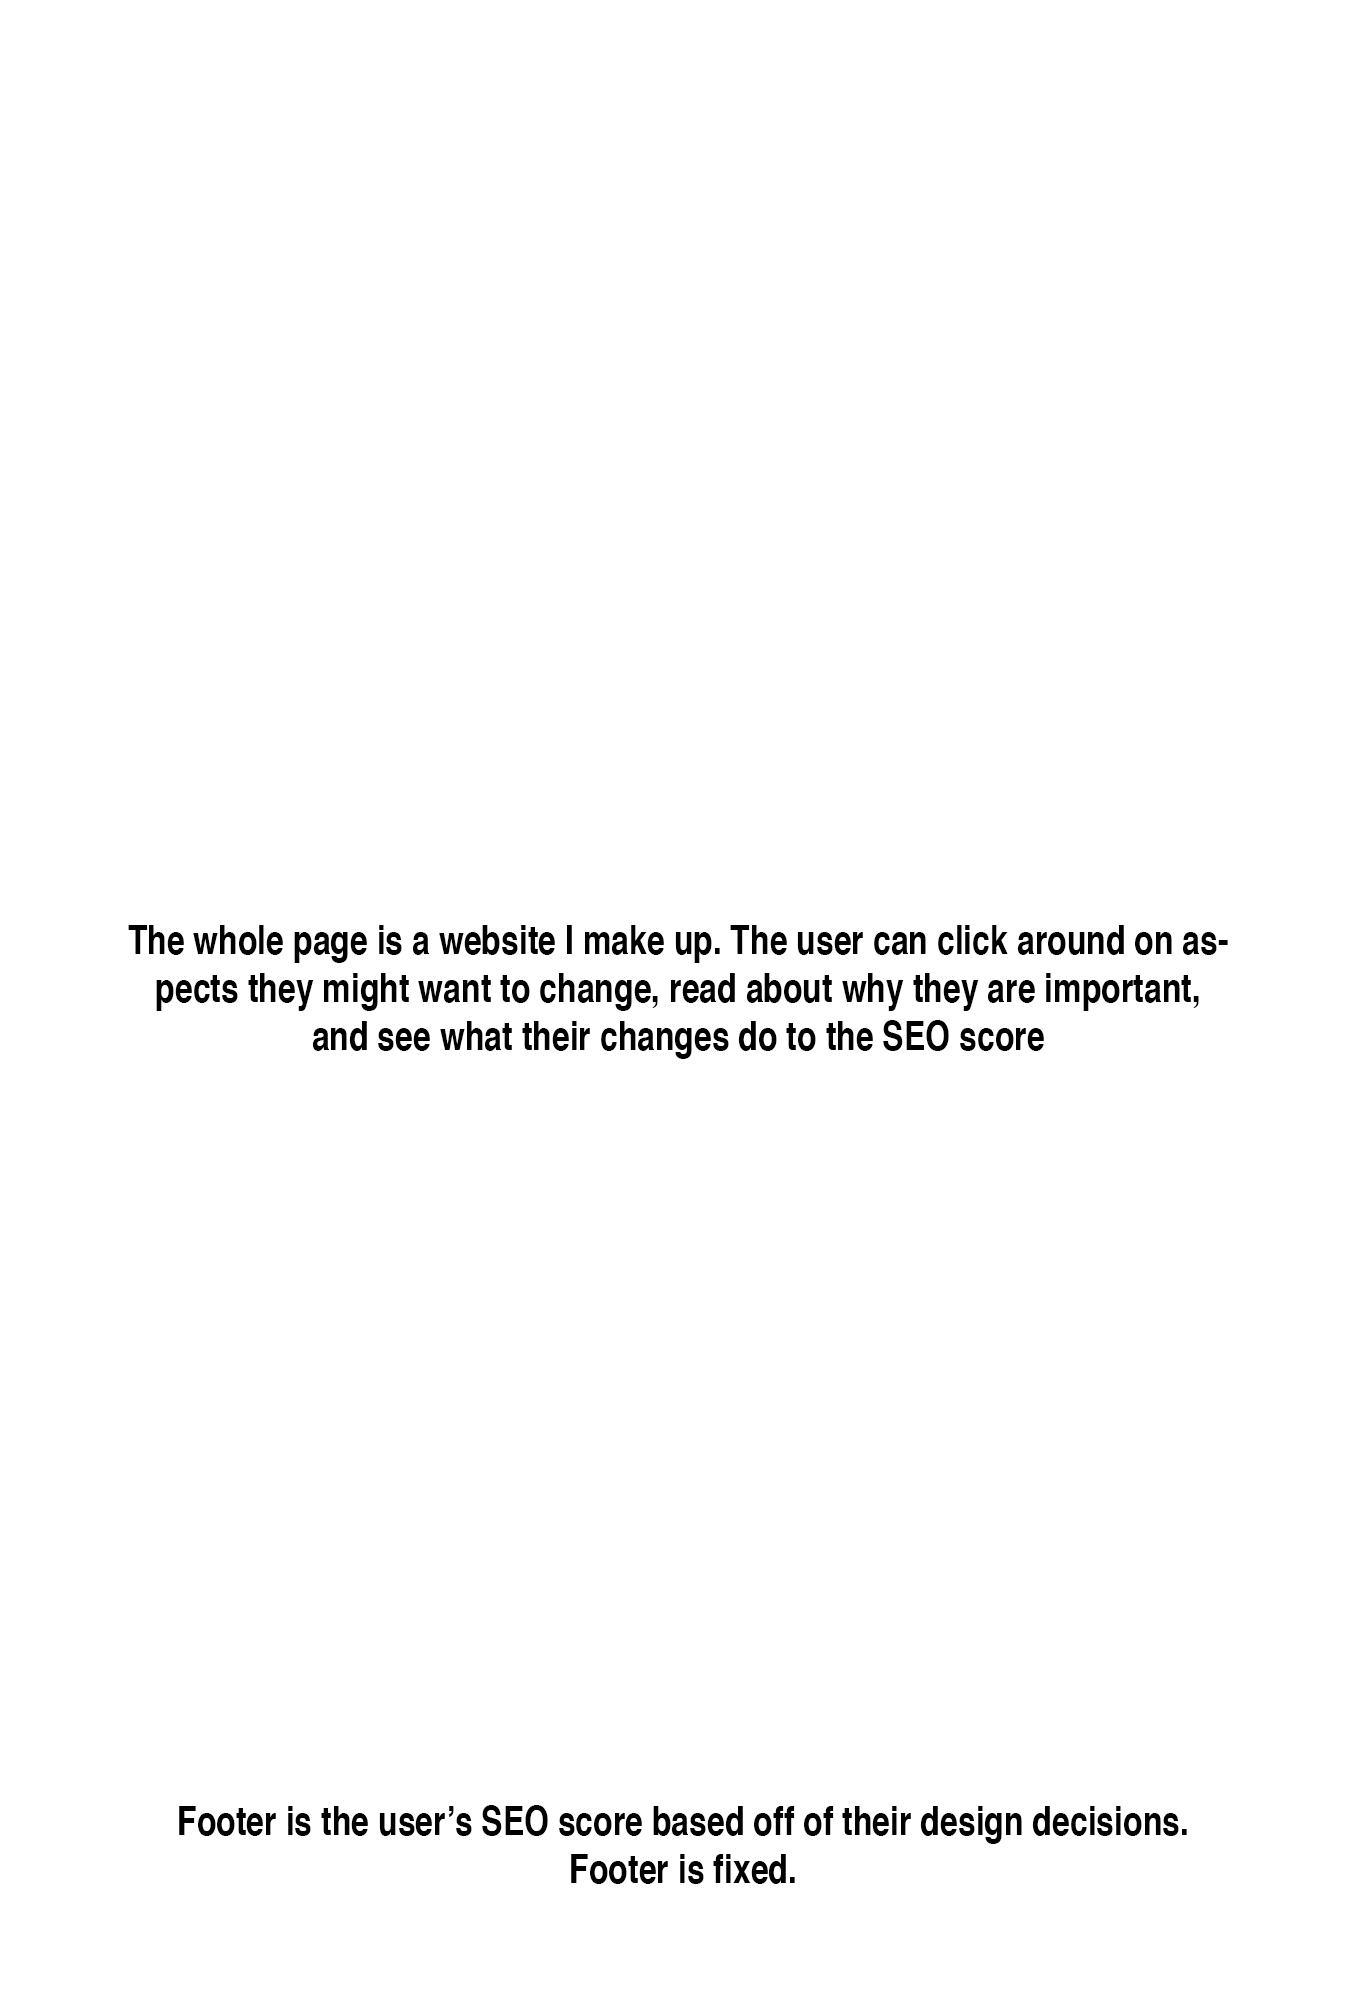 The whole page is a website I make up. The user can click around on as-
pects they might want to change, read about why they are important,
and see what their changes do to the SEO score
Footer is the user’s SEO score based off of their design decisions.
Footer is fixed.